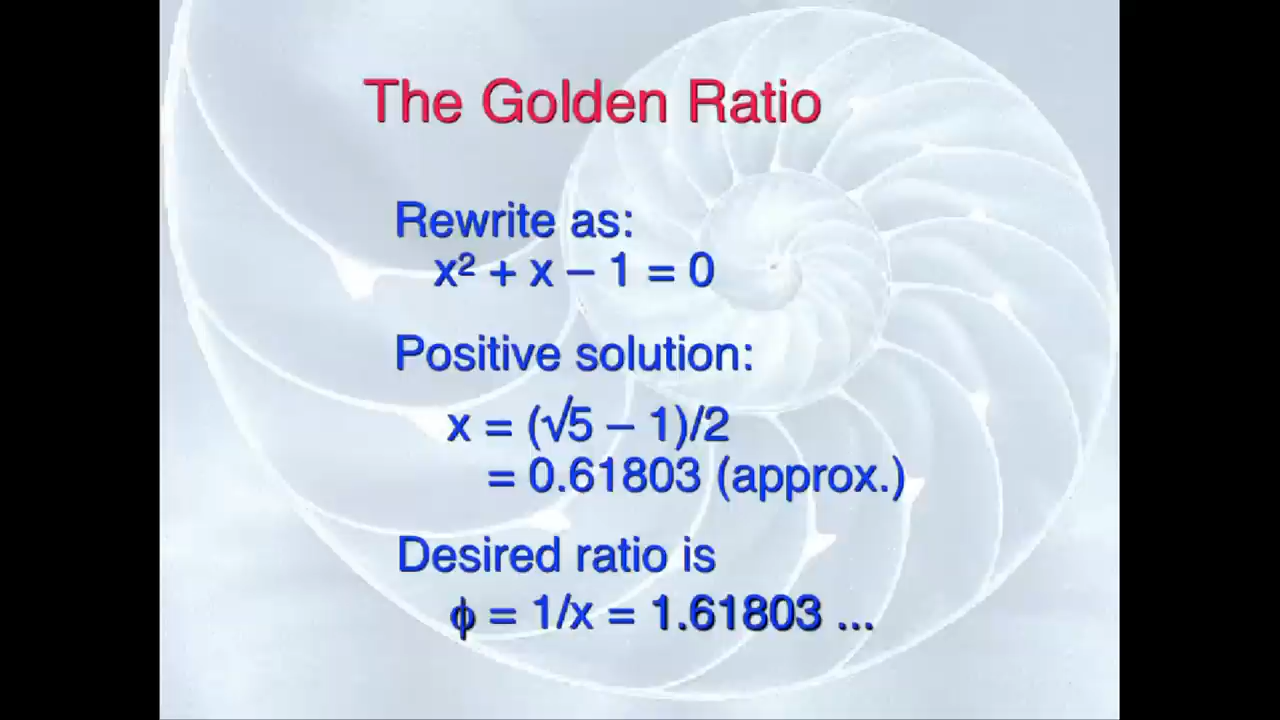 The Golden Ratio
Rewrite as:
x² + x – 1 = 0
Positive solution:
x = (√5 – 1)/2
= 0.61803 (approx.)
Desired ratio is
ϕ = 1/x = 1.61803 ...